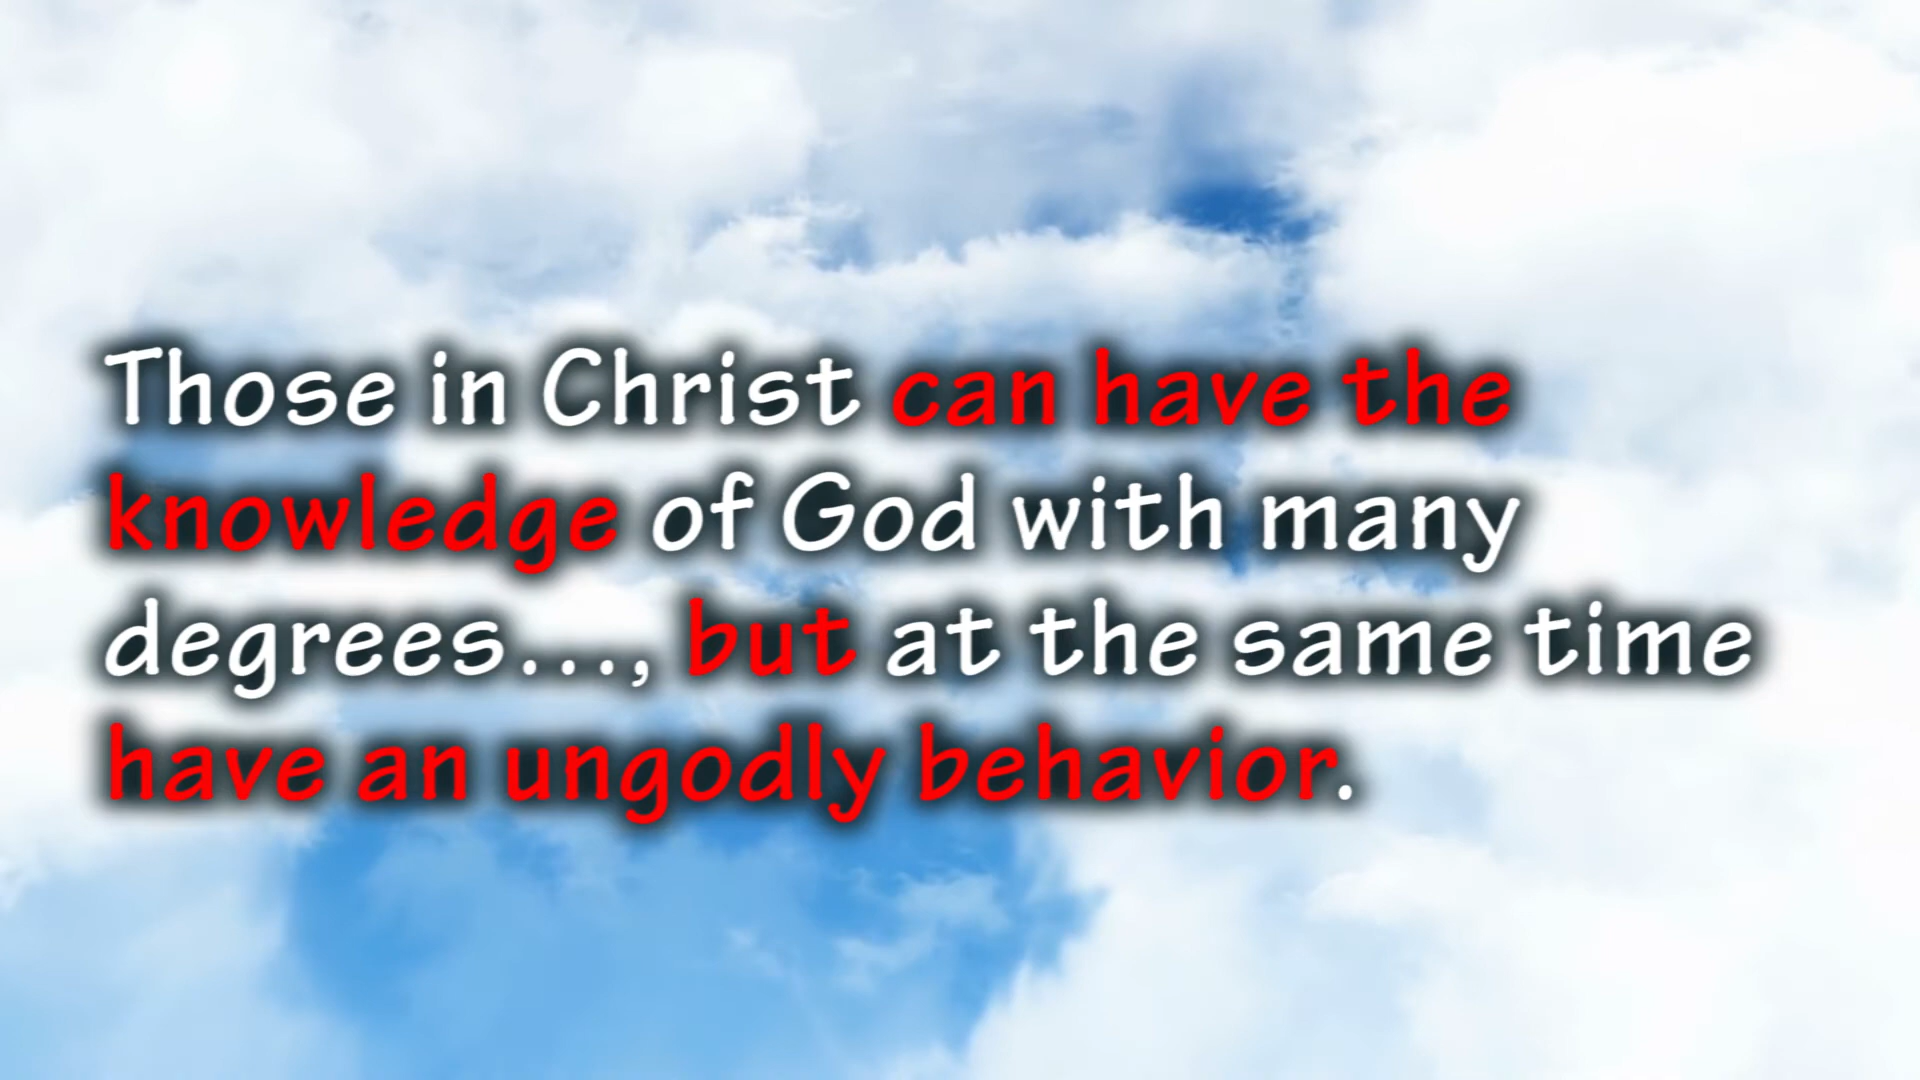 Those in Christ can have the
knowledge of God with many
degrees..., but at the same time
have an ungodly behavior.